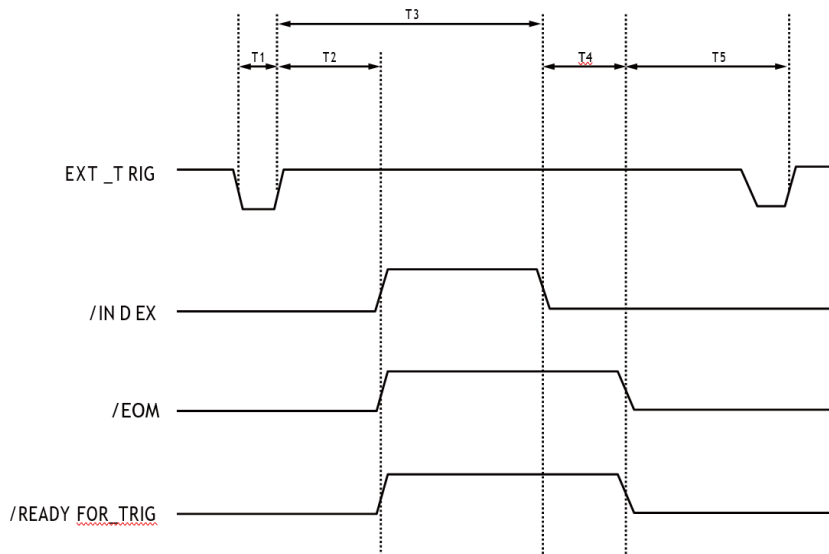 T3
T1 T2 T4 T5
EXT _T RIG
/IN D EX
/EOM
/READY FOR_TRIG